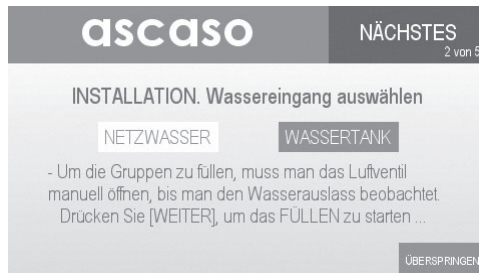 ascaso
NÄCHSTES
2 von 5
INSTALLATION. Wassereingang auswählen
NETZWASSER
WASSERTANK
- Um die Gruppen zu füllen, muss man das Luftventil
manuell öffnen, bis man den Wasserauslass beobachtet.
Drücken Sie [WEITER], um das FÜLLEN zu starten ...
ÜBERSPRINGEN